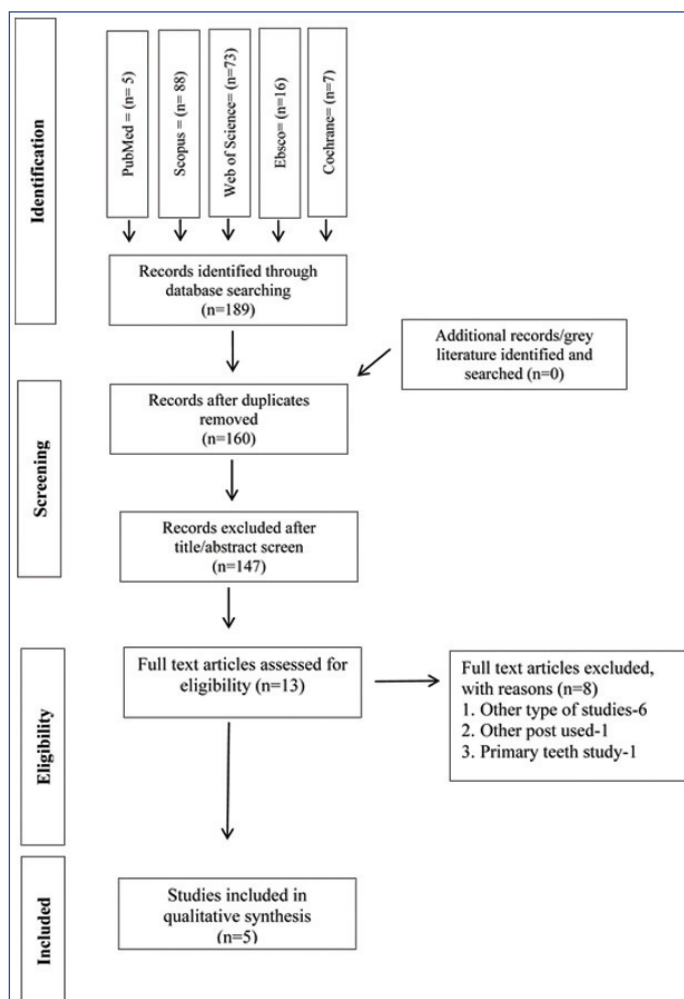 Identification
PubMed = (n= 5)
Scopus = (n= 88)
Web of Science= (n=73)
Ebsco= (n=16)
Cochrane= (n=7)
Records identified through
database searching
(n=189)
Additional records/grey
literature identified and
searched (n=0)
Screening
Records after duplicates
removed
(n=160)
Records excluded after
title/abstract screen
(n=147)
Eligibility
Full text articles assessed for
eligibility (n=13)
Full text articles excluded,
with reasons (n=8)
1. Other type of studies-6
2. Other post used-1
3. Primary teeth study-1
Included
Studies included in
qualitative synthesis
(n=5)